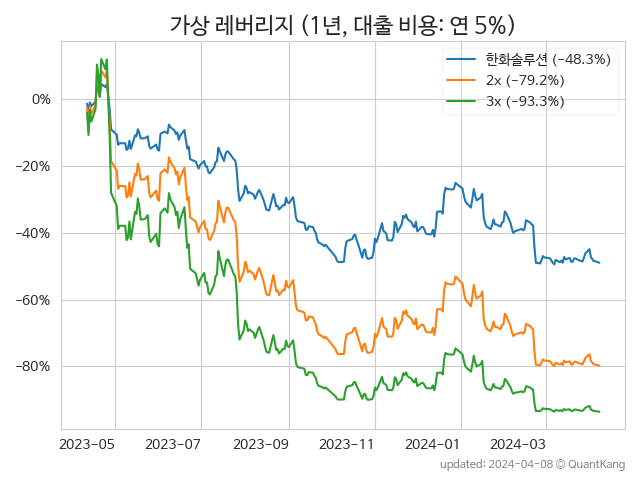 가상 레버리지 (1년, 대출 비용: 연 5%)
한화솔루션 (−48.3%)
2x (−79.2%)
3x (−93.3%)
0%
−20%
−40%
−60%
−80%
2023−05 2023−07 2023−09 2023−11 2024−01 2024−03
updated: 2024−04−08 © QuantKang